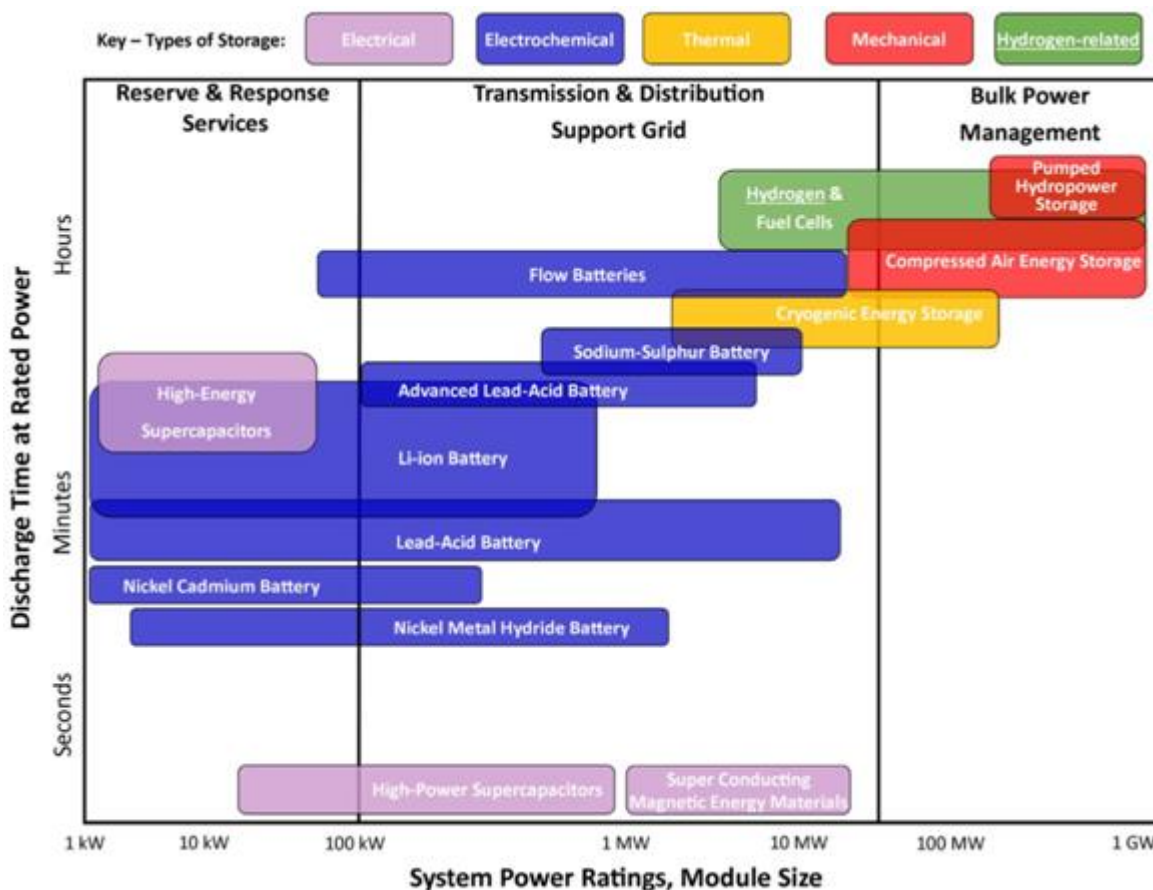 Key – Types of Storage: Electrical Electrochemical Thermal Mechanical Hydrogen-related
Reserve & Response
Services
Transmission & Distribution
Support Grid
Bulk Power
Management
Pumped
Hydropower
Storage
Hydrogen &
Fuel Cells
Compressed Air Energy Storage
Flow Batteries
Cryogenic Energy Storage
Sodium-Sulphur Battery
Advanced Lead-Acid Battery
High-Energy
Supercapacitors
Li-ion Battery
Lead-Acid Battery
Nickel Cadmium Battery
Nickel Metal Hydride Battery
High-Power Supercapacitors
Super Conducting
Magnetic Energy Materials
Discharge Time at Rated Power
Hours
Minutes
Seconds
1 kW 10 kW 100 kW 1 MW 10 MW 100 MW 1 GW
System Power Ratings, Module Size